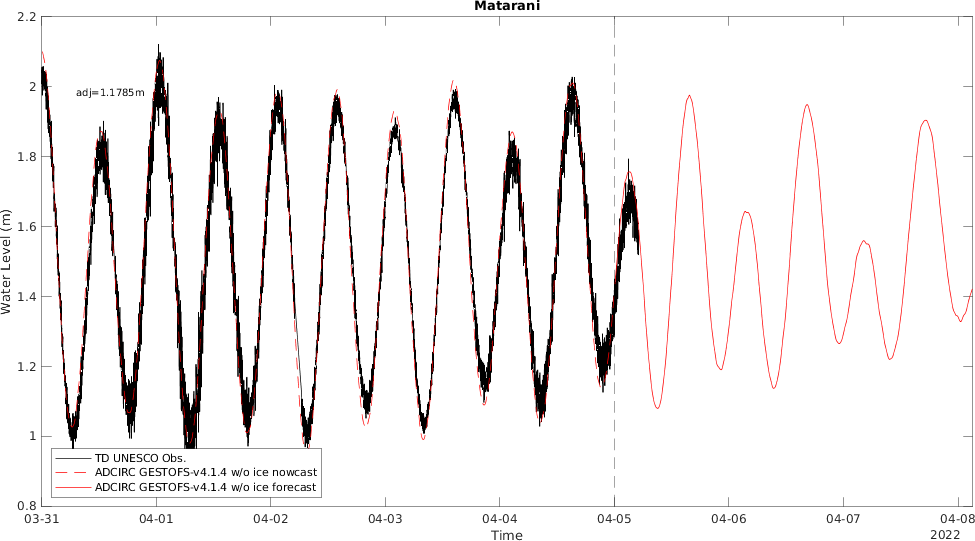 Matarani
2.2
2
1.8
1.6
1.4
1.2
1
0.8
Water Level (m)
adj=1.1785m
TD UNESCO Obs.
ADCIRC GESTOFS-v4.1.4 w/o ice nowcast
ADCIRC GESTOFS-v4.1.4 w/o ice forecast
03-31 04-01 04-02 04-03 04-04 04-05 04-06 04-07 04-08
Time
2022